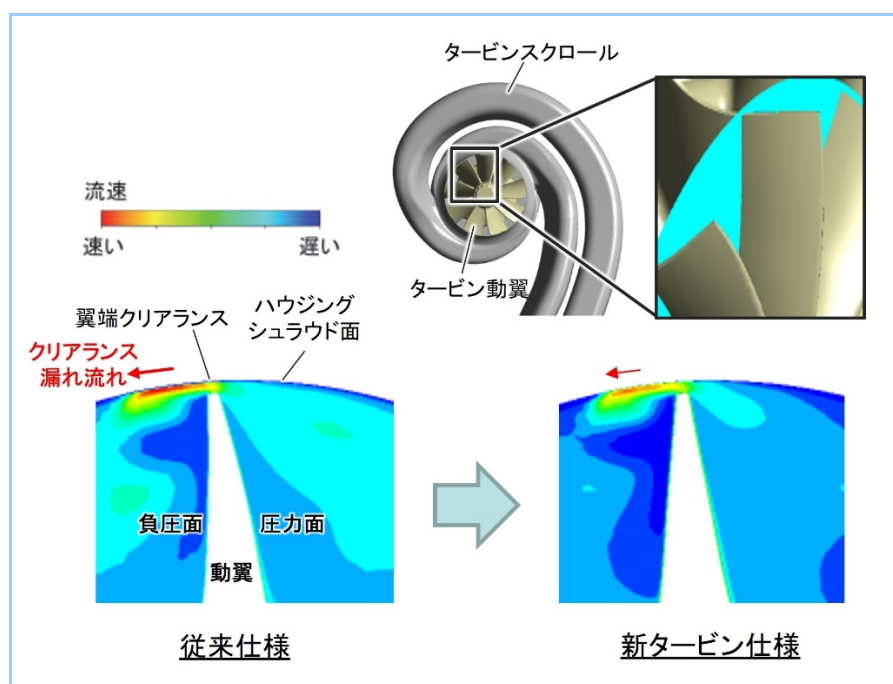 タービンスクロール
流速
速い
遅い
タービン動翼
翼端クリアランス
ハウジング
シュラウド面
クリアランス
漏れ流れ
負圧面
圧力面
動翼
従来仕様
新タービン仕様